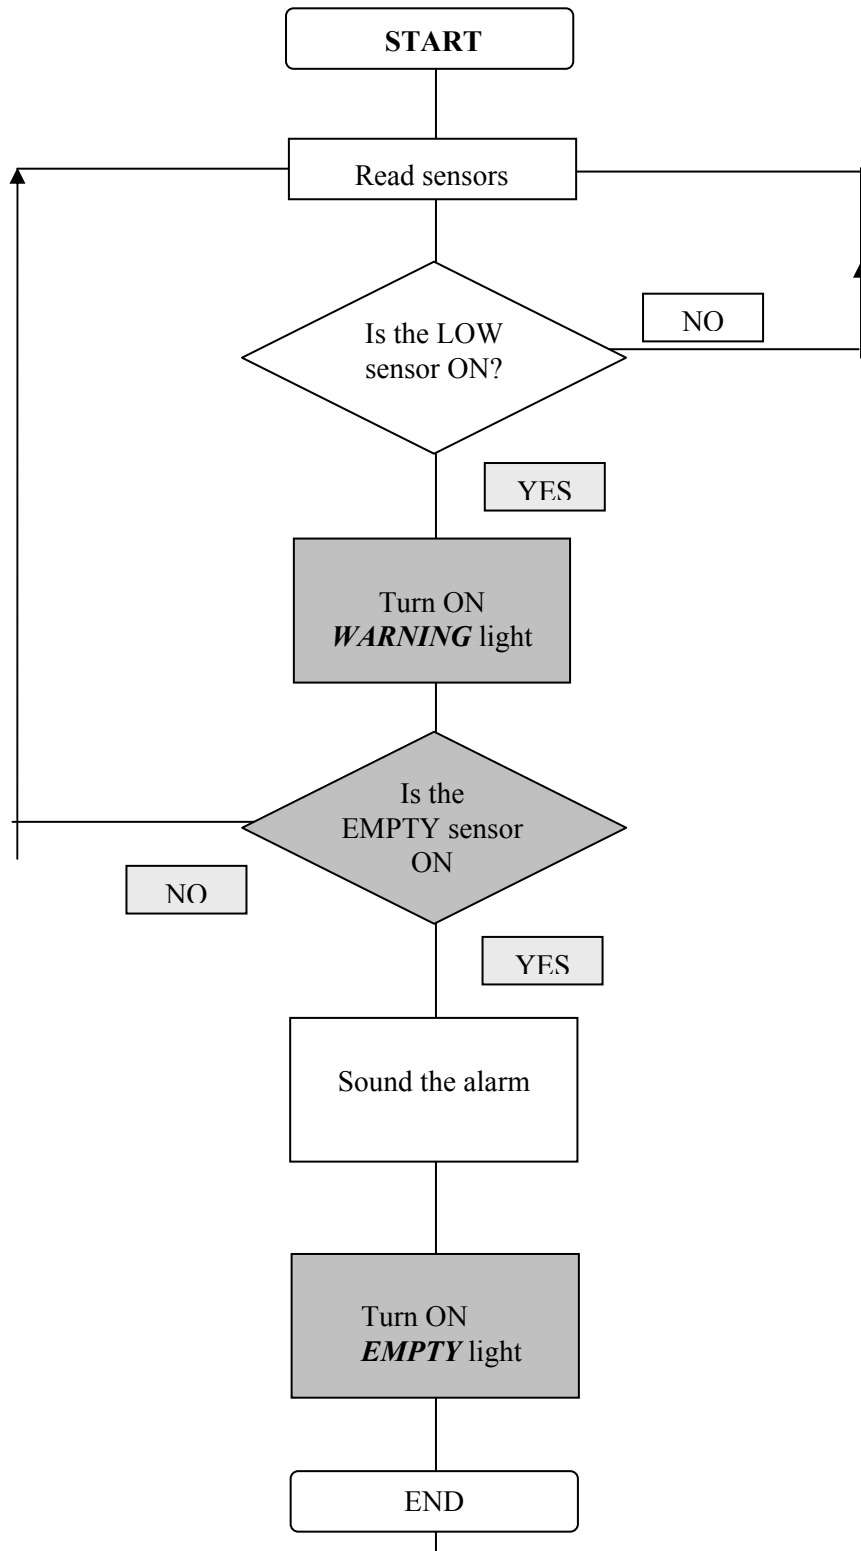 START
Read sensors
Is the LOW
sensor ON?
NO
YES
Turn ON
WARNING light
Is the
EMPTY sensor
ON
NO
YES
Sound the alarm
Turn ON
EMPTY light
END